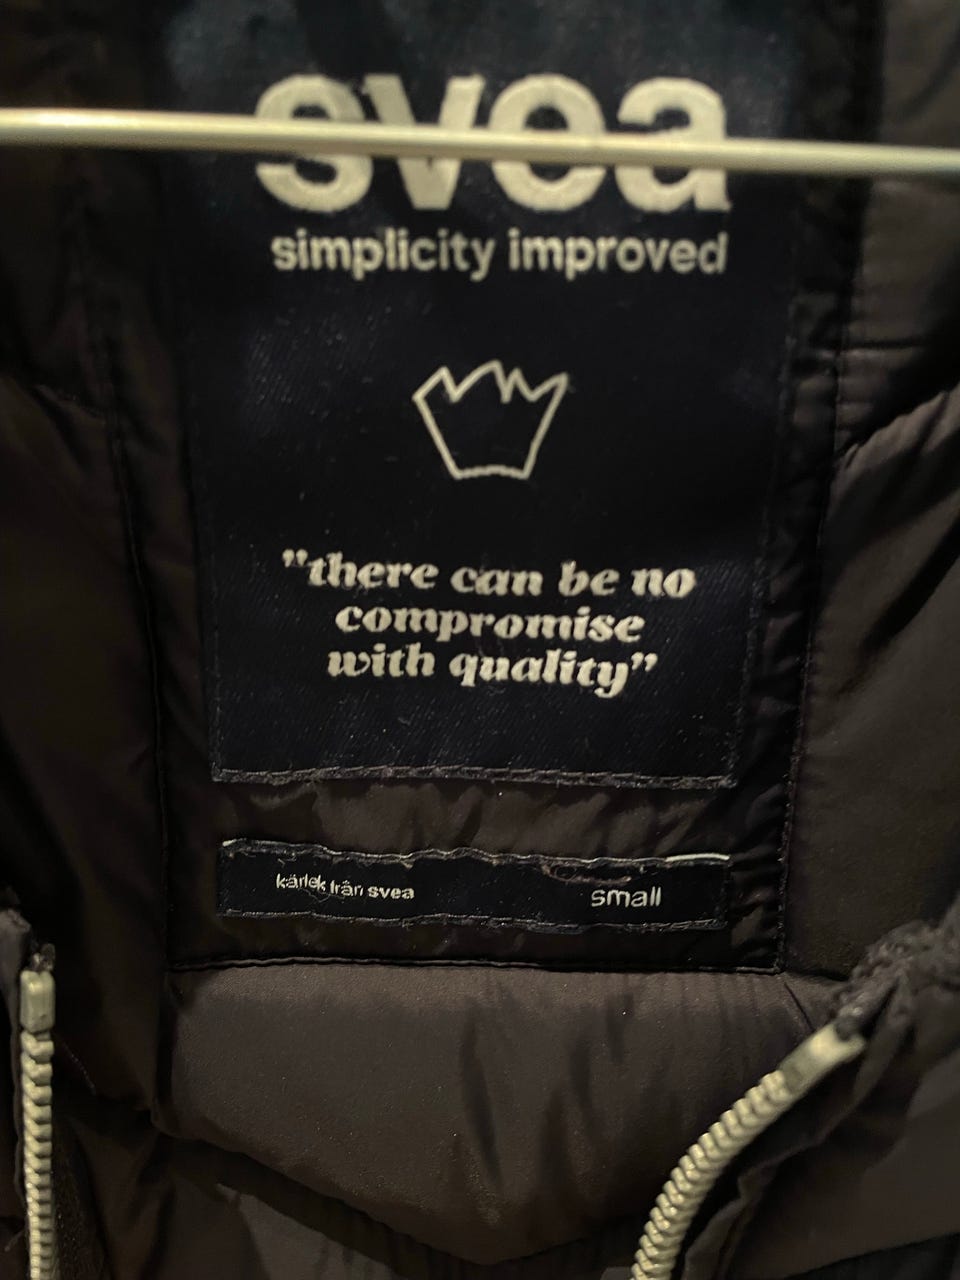 svea
simplicity improved
”there can be no
compromise
with quality”
kärlek från svea
small